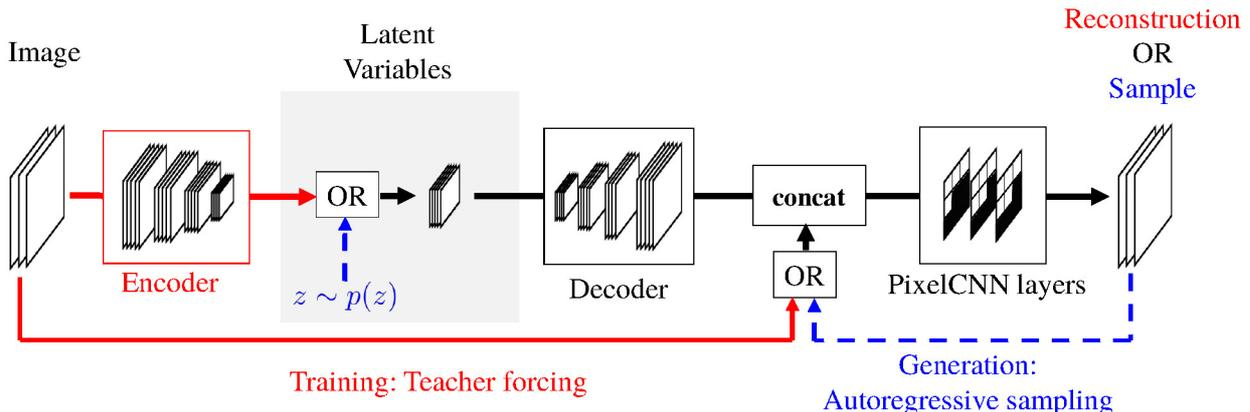 Image
Latent
Variables
Reconstruction
OR
Sample
OR
concat
Encoder
z ∼ p(z)
Decoder
OR
PixelCNN layers
Training: Teacher forcing
Generation:
Autoregressive sampling